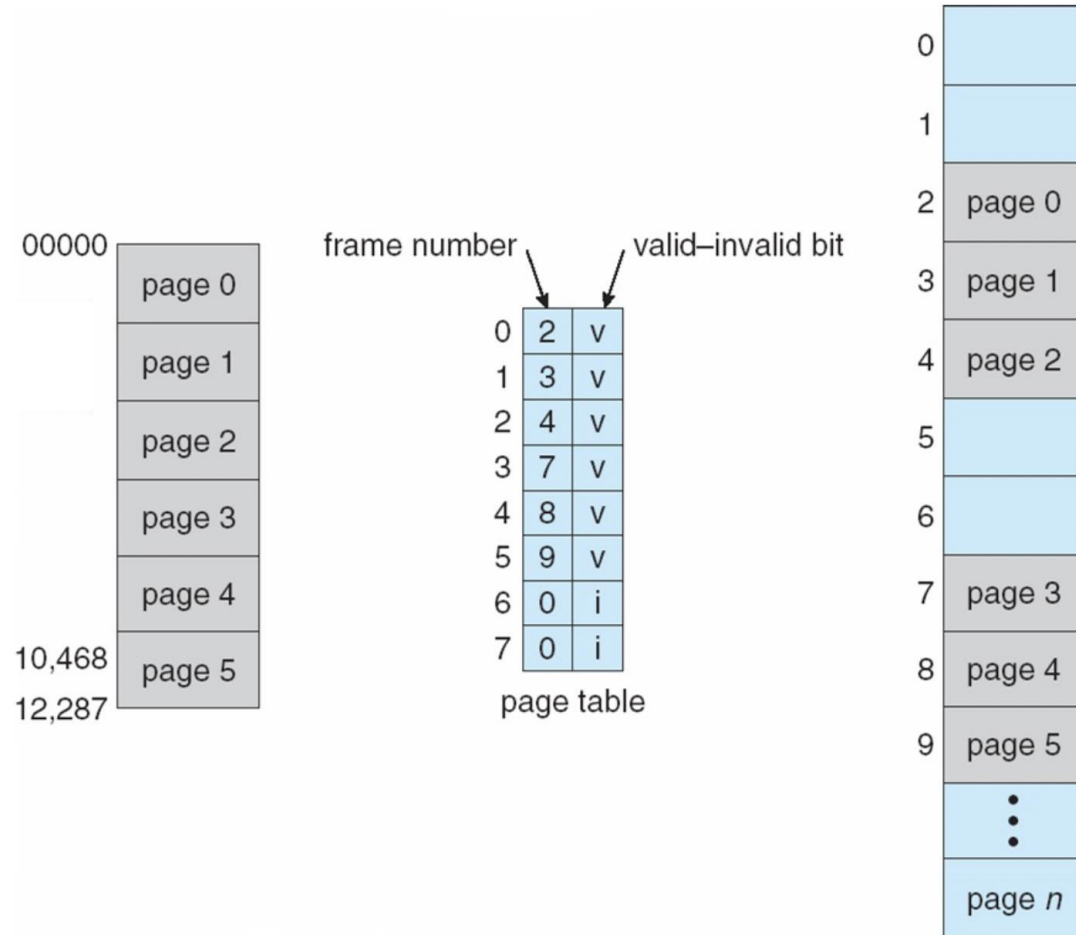 00000
page 0
page 1
page 2
page 3
page 4
10,468
page 5
12,287
frame number
valid–invalid bit
0 2 v
1 3 v
2 4 v
3 7 v
4 8 v
5 9 v
6 0 i
7 0 i
page table
0
1
2 page 0
3 page 1
4 page 2
5
6
7 page 3
8 page 4
9 page 5
page n